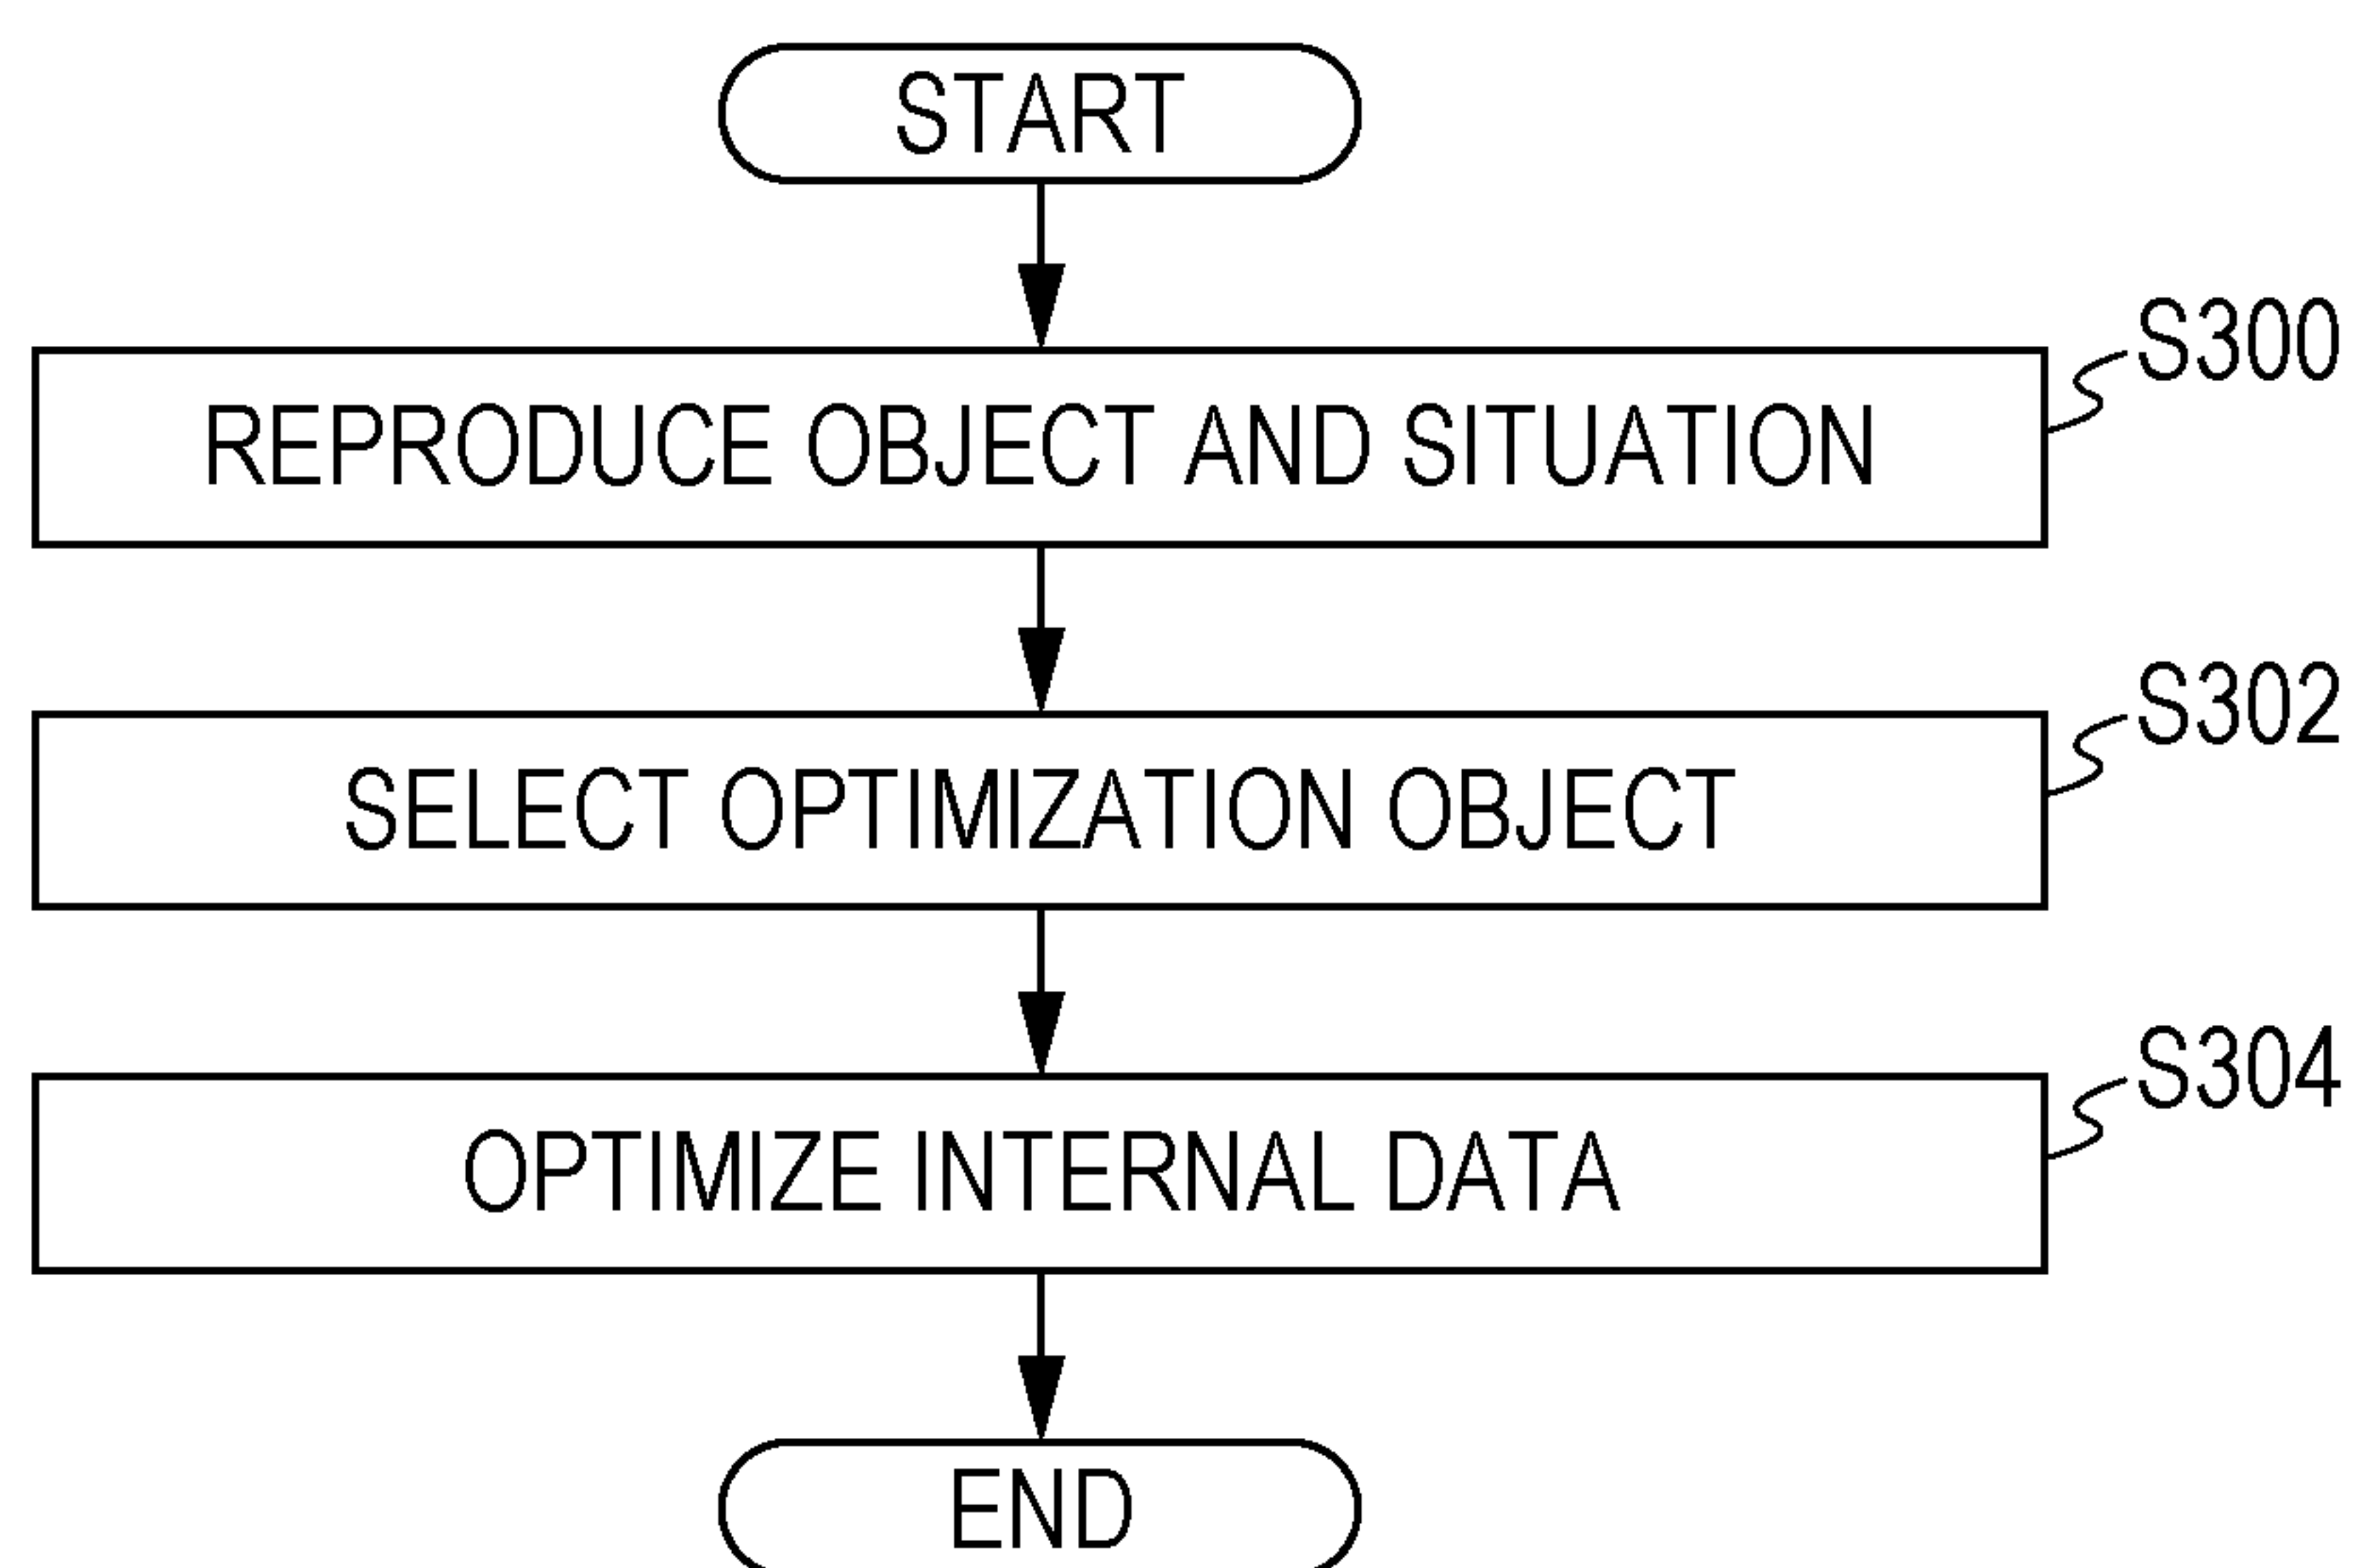 START
S300
REPRODUCE OBJECT AND SITUATION
S302
SELECT OPTIMIZATION OBJECT
S304
OPTIMIZE INTERNAL DATA
END